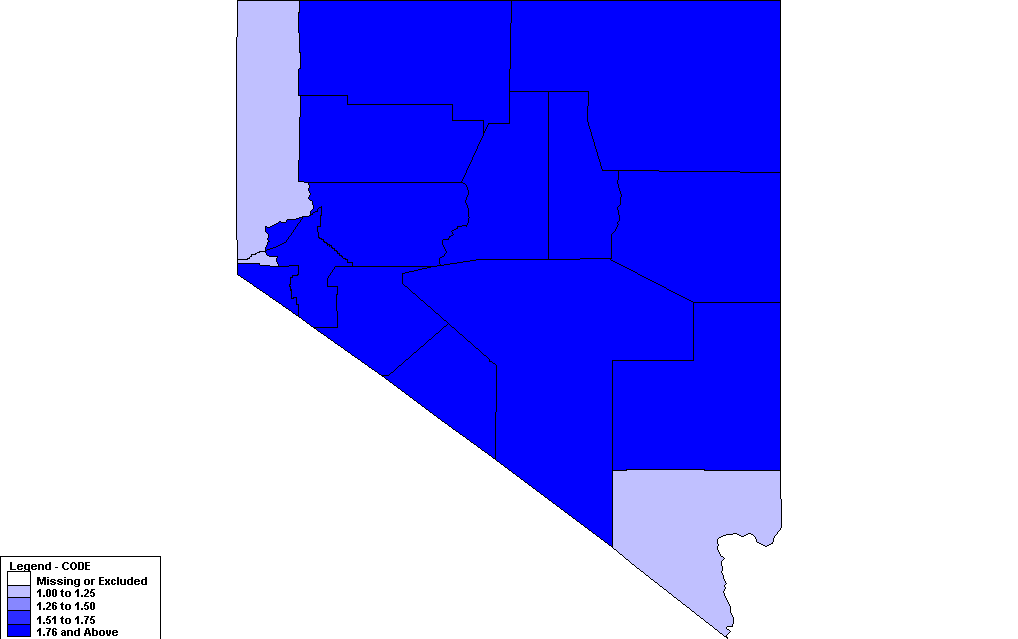 Legend - CODE
Missing or Excluded
1.00 to 1.25
1.26 to 1.50
1.51 to 1.75
1.76 and Above